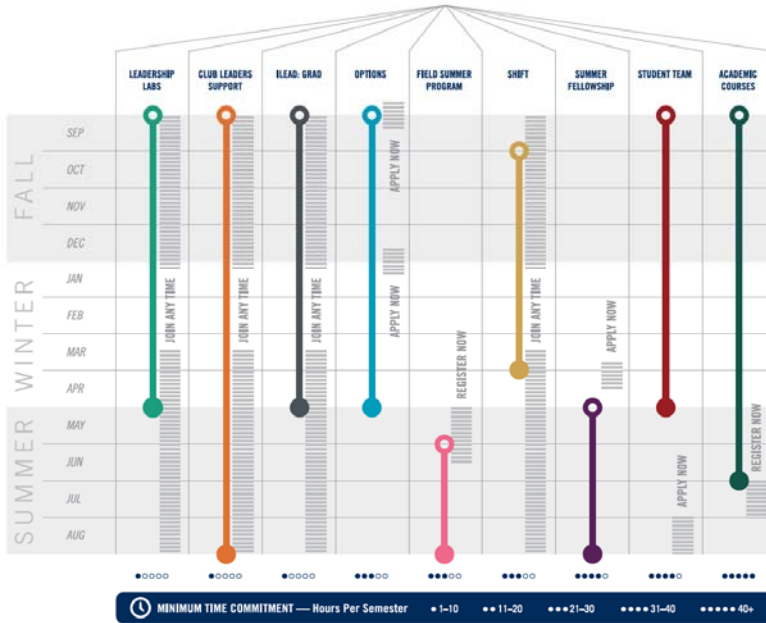 LEADERSHIP
LABS
CLUB LEADERS
SUPPORT
ILEAD: GRAD
OPTIONS
FIELD SUMMER
PROGRAM
SHIFT
SUMMER
FELLOWSHIP
STUDENT TEAM
ACADEMIC
COURSES
FALL
SEP
OCT
NOV
DEC
WINTER
JAN
FEB
MAR
APR
SUMMER
MAY
JUN
JUL
AUG
JOIN ANY TIME
JOIN ANY TIME
JOIN ANY TIME
APPLY NOW
APPLY NOW
REGISTER NOW
JOIN ANY TIME
APPLY NOW
APPLY NOW
REGISTER NOW
MINIMUM TIME COMMITMENT — Hours Per Semester
1–10
11–20
21–30
31–40
40+